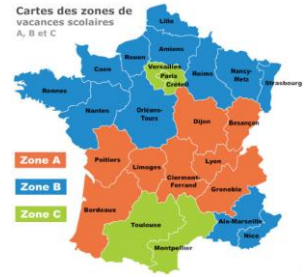 Cartes des zones de
vacances scolaires
A, B et C
Lille
Amiens
Rouen
Caen
Versailles
Paris
Créteil
Reims
Nancy-
Metz
Strasbourg
Rennes
Nantes
Orléans-
Tours
Dijon
Besançon
Zone A
Zone B
Zone C
Poitiers
Limoges
Clermont-
Ferrand
Lyon
Grenoble
Bordeaux
Toulouse
Montpellier
Aix-Marseille
Nice